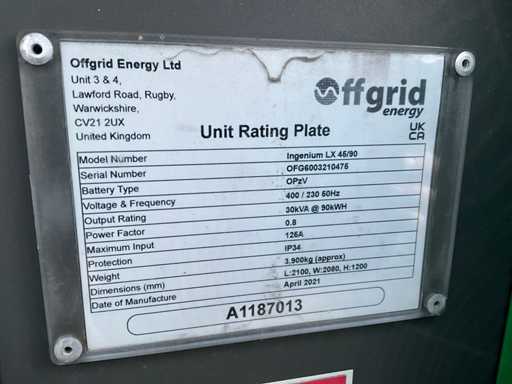 Offgrid Energy Ltd
Unit 3 & 4,
Lawford Road, Rugby,
Warwickshire,
CV21 2UX
United Kingdom
Offgrid
energy
Unit Rating Plate
UK
CA
Model Number Ingenium LX 45/90
Serial Number OFG6003210475
Battery Type OPzV
Voltage & Frequency 400 / 230 50Hz
Output Rating 30kVA @ 90kWH
Power Factor 0.8
Maximum Input 125A
Protection IP34
Weight 3,900kg (approx)
Dimensions (mm) L:2100, W:2080, H:1200
Date of Manufacture April 2021
A1187013